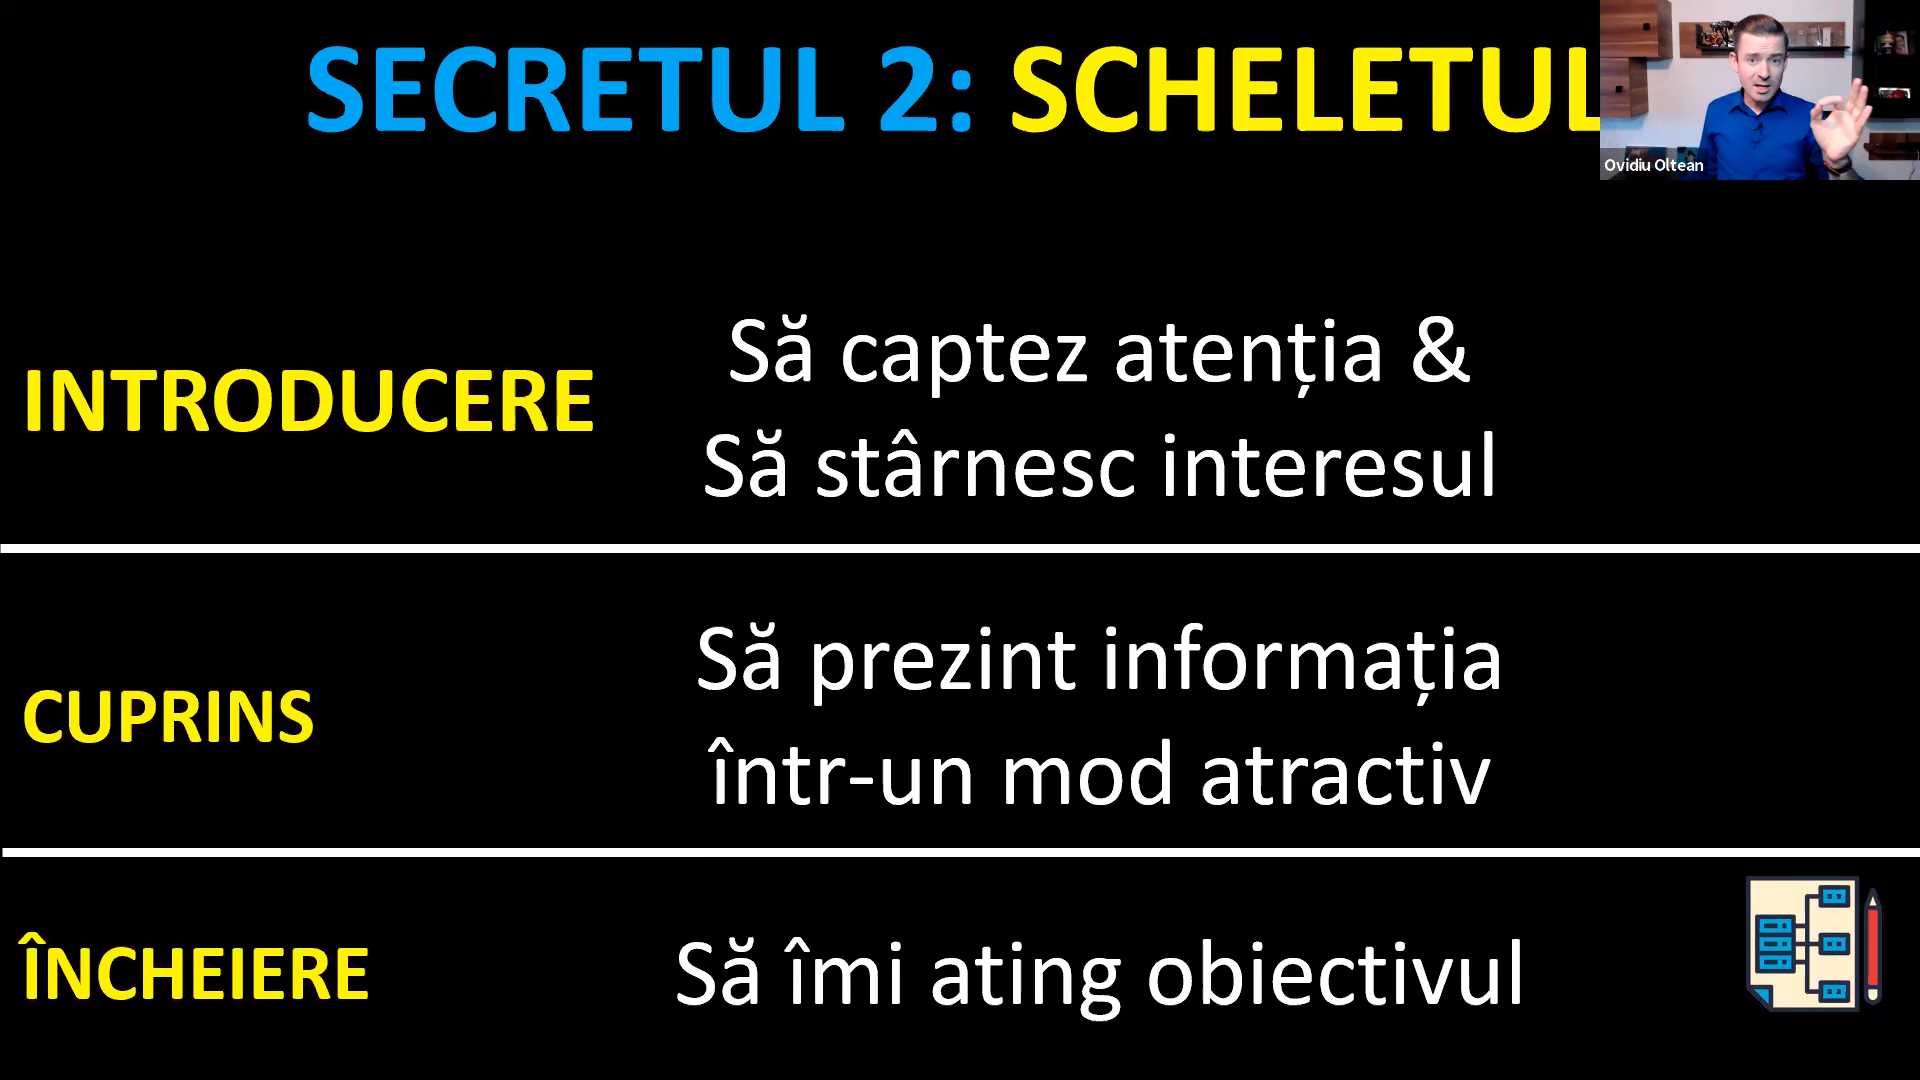 SECRETUL 2: SCHELETUL
Ovidiu Oltean
INTRODUCERE
Să captez atenția &
Să stârnesc interesul
CUPRINS
Să prezint informația
într-un mod atractiv
ÎNCHEIERE
Să îmi ating obiectivul